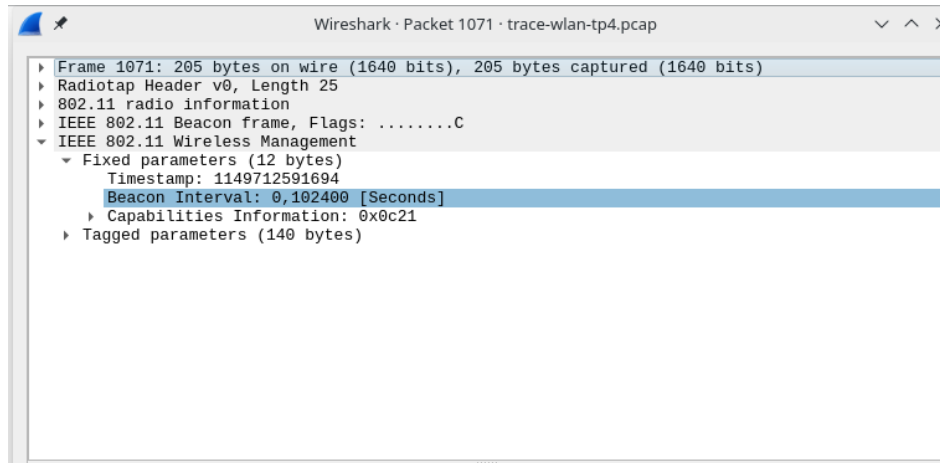 Wireshark · Packet 1071 · trace-wlan-tp4.pcap
Frame 1071: 205 bytes on wire (1640 bits), 205 bytes captured (1640 bits)
Radiotap Header v0, Length 25
802.11 radio information
IEEE 802.11 Beacon frame, Flags: ........C
IEEE 802.11 Wireless Management
Fixed parameters (12 bytes)
Timestamp: 1149712591694
Beacon Interval: 0,102400 [Seconds]
Capabilities Information: 0x0c21
Tagged parameters (140 bytes)